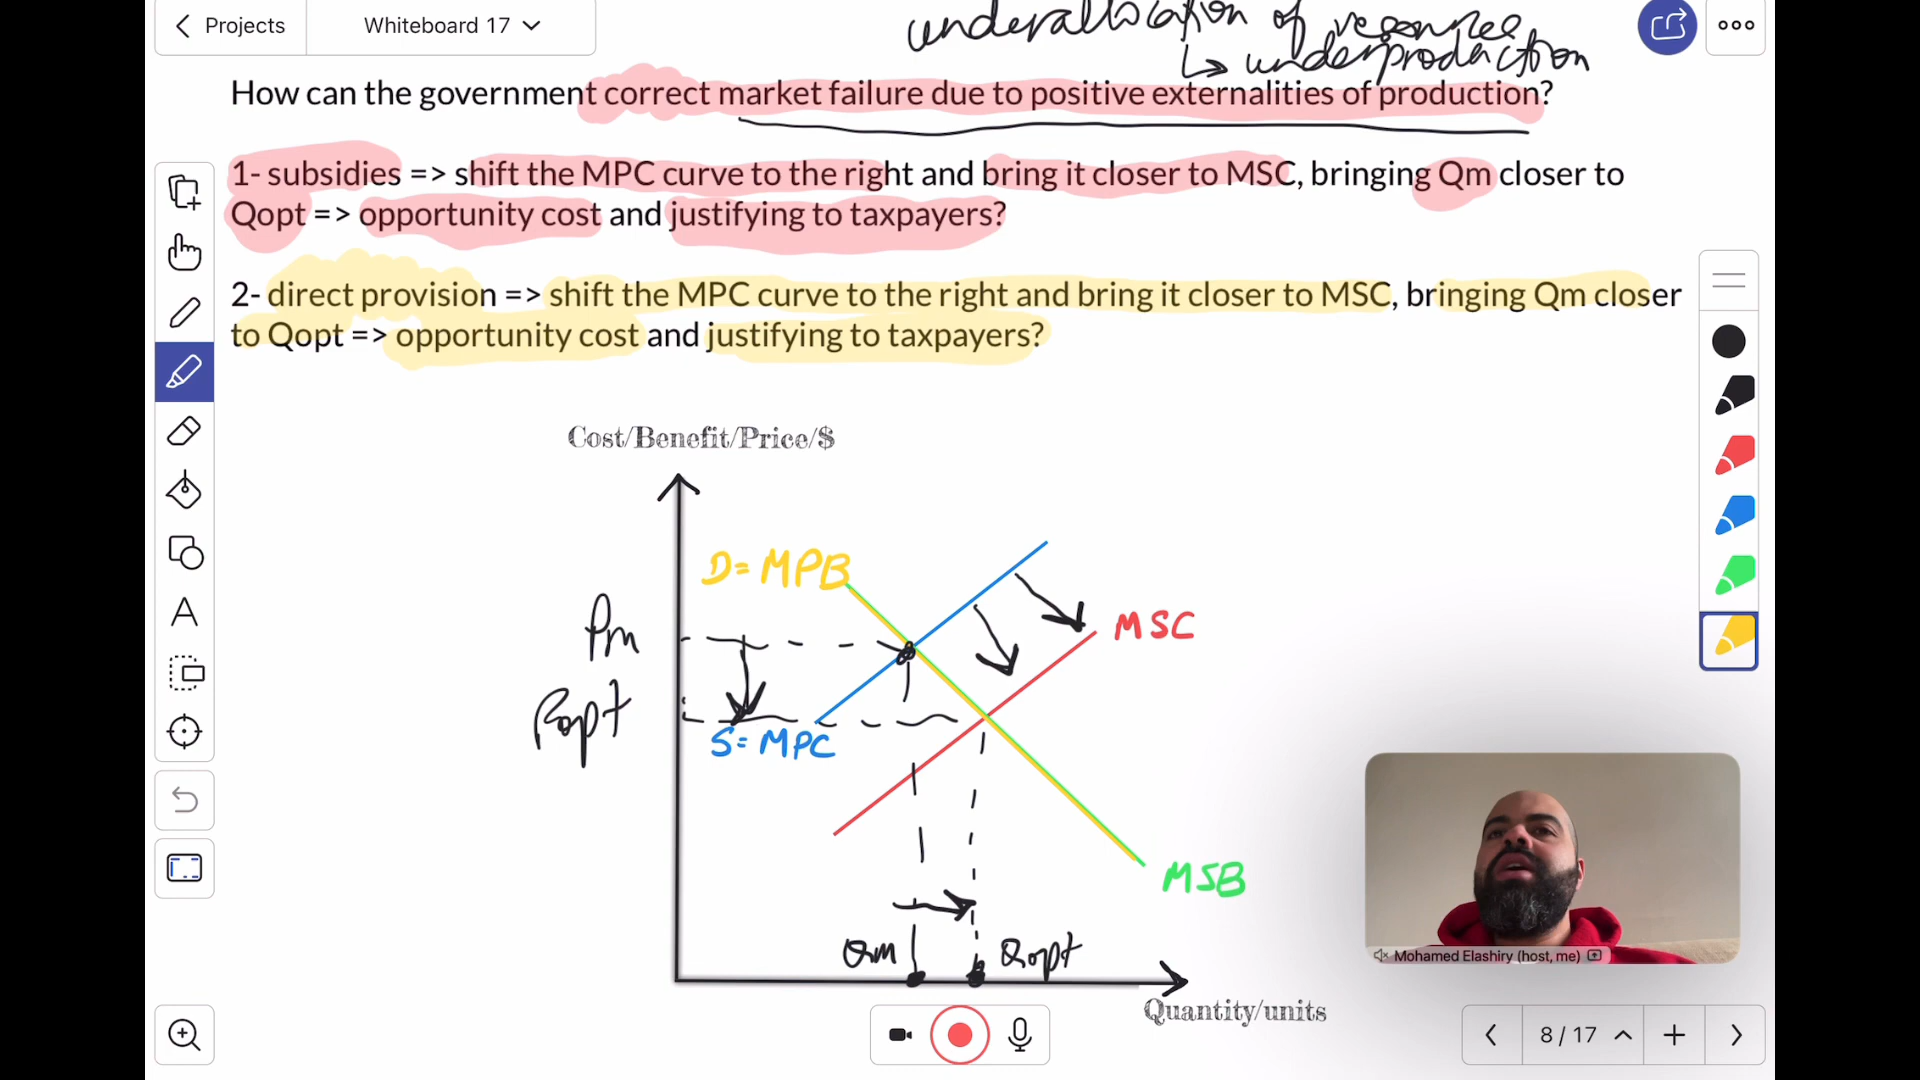 Projects
Whiteboard 17
underallocation of resources
↳ underproduction
How can the government correct market failure due to positive externalities of production?
1- subsidies => shift the MPC curve to the right and bring it closer to MSC, bringing Qm closer to
Qopt => opportunity cost and justifying to taxpayers?
2- direct provision => shift the MPC curve to the right and bring it closer to MSC, bringing Qm closer
to Qopt => opportunity cost and justifying to taxpayers?
Cost/Benefit/Price/$
D = MPB
Pm
MSC
Popt
S = MPC
MSB
Qm
Qopt
Quantity/units
Mohamed Elashiry (host, me)
8 / 17